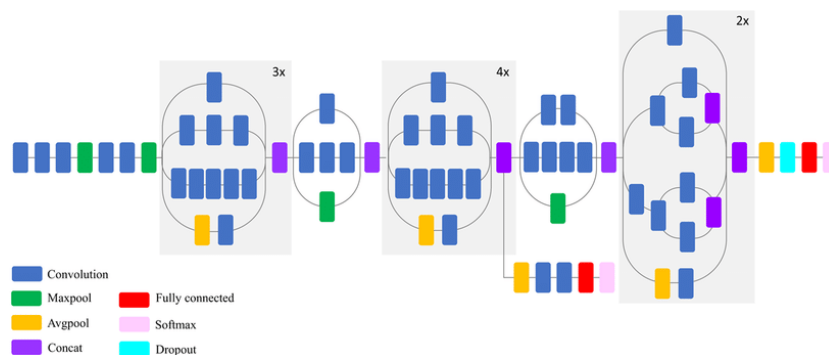 2x
3x
4x
Convolution
Maxpool
Avgpool
Concat
Fully connected
Softmax
Dropout